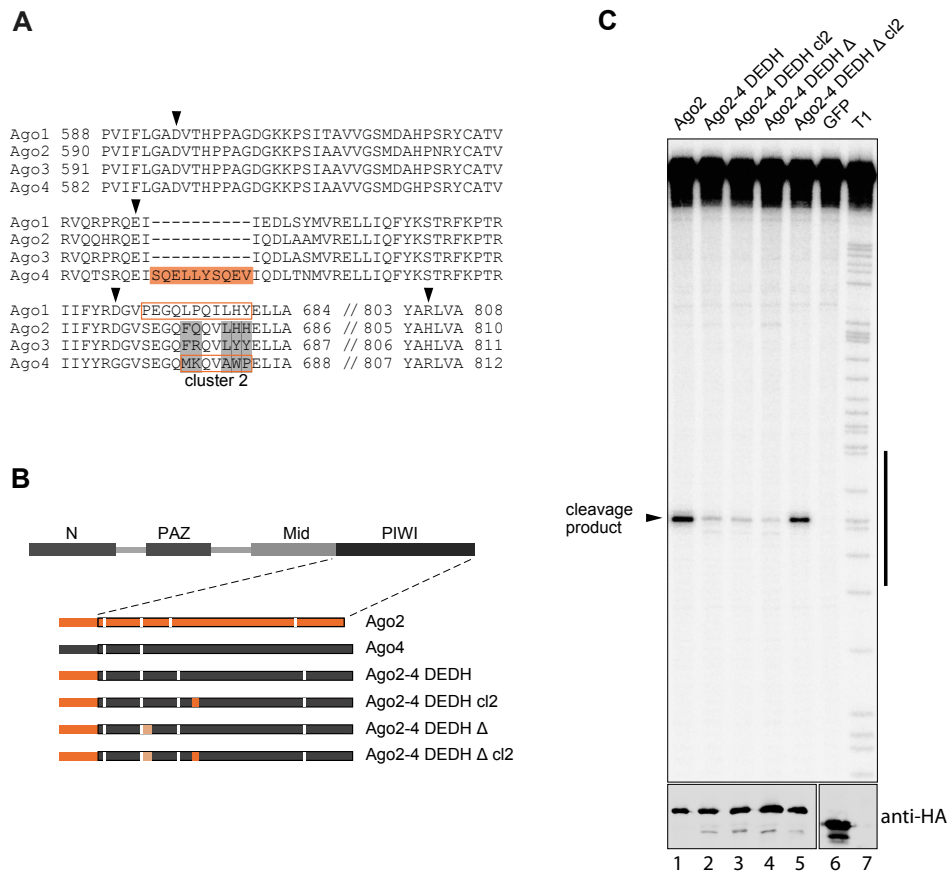 A
Ago1 588 PVIFLGADVTHPPAGDGKKPSITAVVGSMDAHPSRYCATV
Ago2 590 PVIFLGADVTHPPAGDGKKPSIAAVVGSMDAHPNRYCATV
Ago3 591 PVIFLGADVTHPPAGDGKKPSIAAVVGSMDAHPSRYCATV
Ago4 582 PVIFLGADVTHPPAGDGKKPSIAAVVGSMDGHPSRYCATV
Ago1 RVQRPRQEI----------IEDLSYMVRELLIQFYKSTRFKPTR
Ago2 RVQQHRQEI----------IQDLAAMVRELLIQFYKSTRFKPTR
Ago3 RVQRPRQEI----------IQDLASMVRELLIQFYKSTRFKPTR
Ago4 RVQTSRQEISQELLYSQEVIQDLTNMVRELLIQFYKSTRFKPTR
Ago1 IIFYRDGVPEGQLPQILHYELLA 684 // 803 YARLVA 808
Ago2 IIFYRDGVSEGQFQQVLHHELLA 686 // 805 YAHLVA 810
Ago3 IIFYRDGVSEGQFRQVLYYELLA 687 // 806 YAHLVA 811
Ago4 IIYYRGGVSEGQMKQVAWPELIA 688 // 807 YARLVA 812
cluster 2
B
N PAZ Mid PIWI
Ago2
Ago4
Ago2-4 DEDH
Ago2-4 DEDH cl2
Ago2-4 DEDH Δ
Ago2-4 DEDH Δ cl2
C
Ago2 Ago2-4 DEDH Ago2-4 DEDH cl2 Ago2-4 DEDH Δ Ago2-4 DEDH Δ cl2 GFP T1
cleavage
product
anti-HA
1 2 3 4 5 6 7